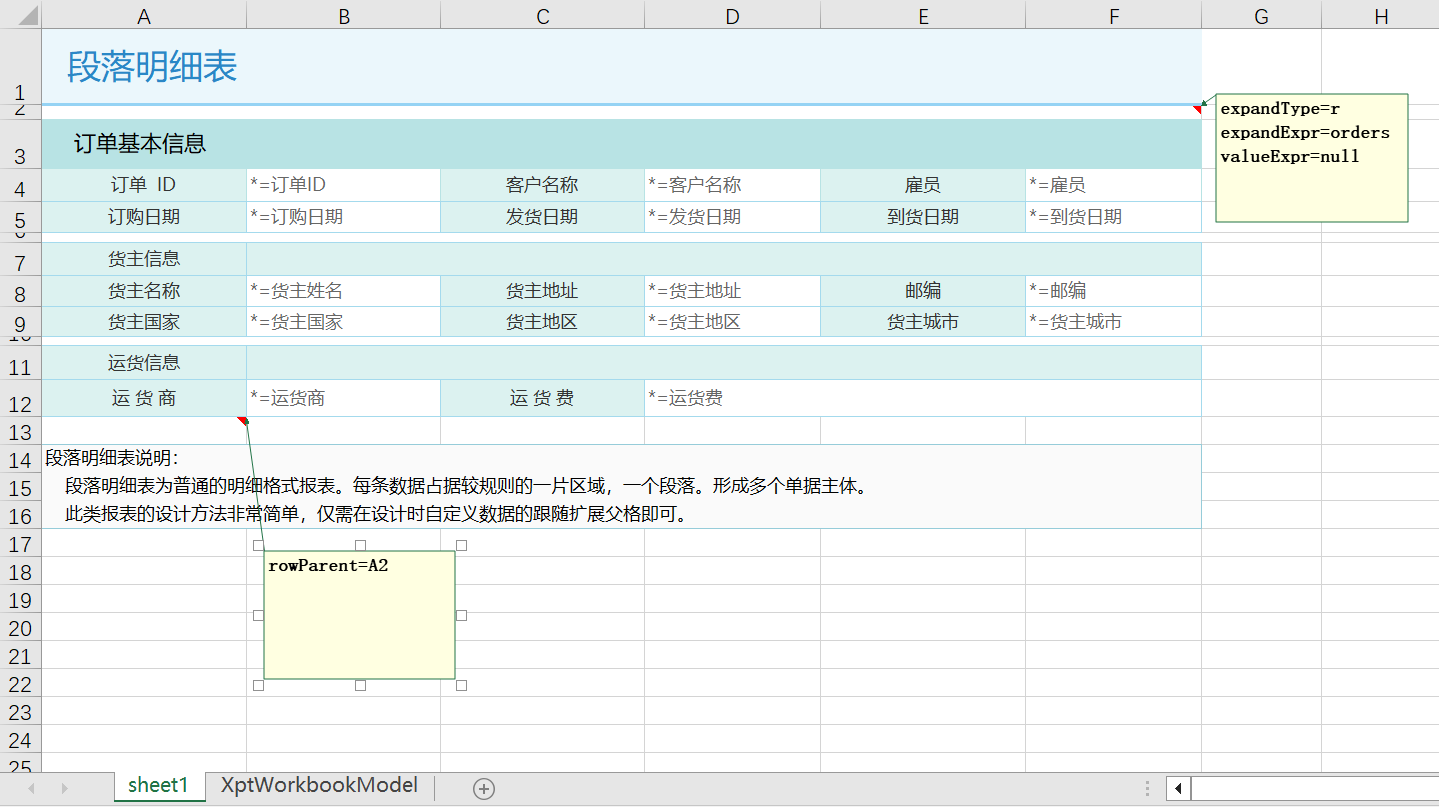 A B C D E F G H
1 段落明细表
2
expandType=r
expandExpr=orders
valueExpr=null
3 订单基本信息
4 订单 ID *=订单ID 客户名称 *=客户名称 雇员 *=雇员
5 订购日期 *=订购日期 发货日期 *=发货日期 到货日期 *=到货日期
6
7 货主信息
8 货主名称 *=货主姓名 货主地址 *=货主地址 邮编 *=邮编
9 货主国家 *=货主国家 货主地区 *=货主地区 货主城市 *=货主城市
10
11 运货信息
12 运 货 商 *=运货商 运 货 费 *=运货费
13
14 段落明细表说明：
15 段落明细表为普通的明细格式报表。每条数据占据较规则的一片区域，一个段落。形成多个单据主体。
16 此类报表的设计方法非常简单，仅需在设计时自定义数据的跟随扩展父格即可。
17
rowParent=A2
18
19
20
21
22
23
24
25
sheet1 XptWorkbookModel